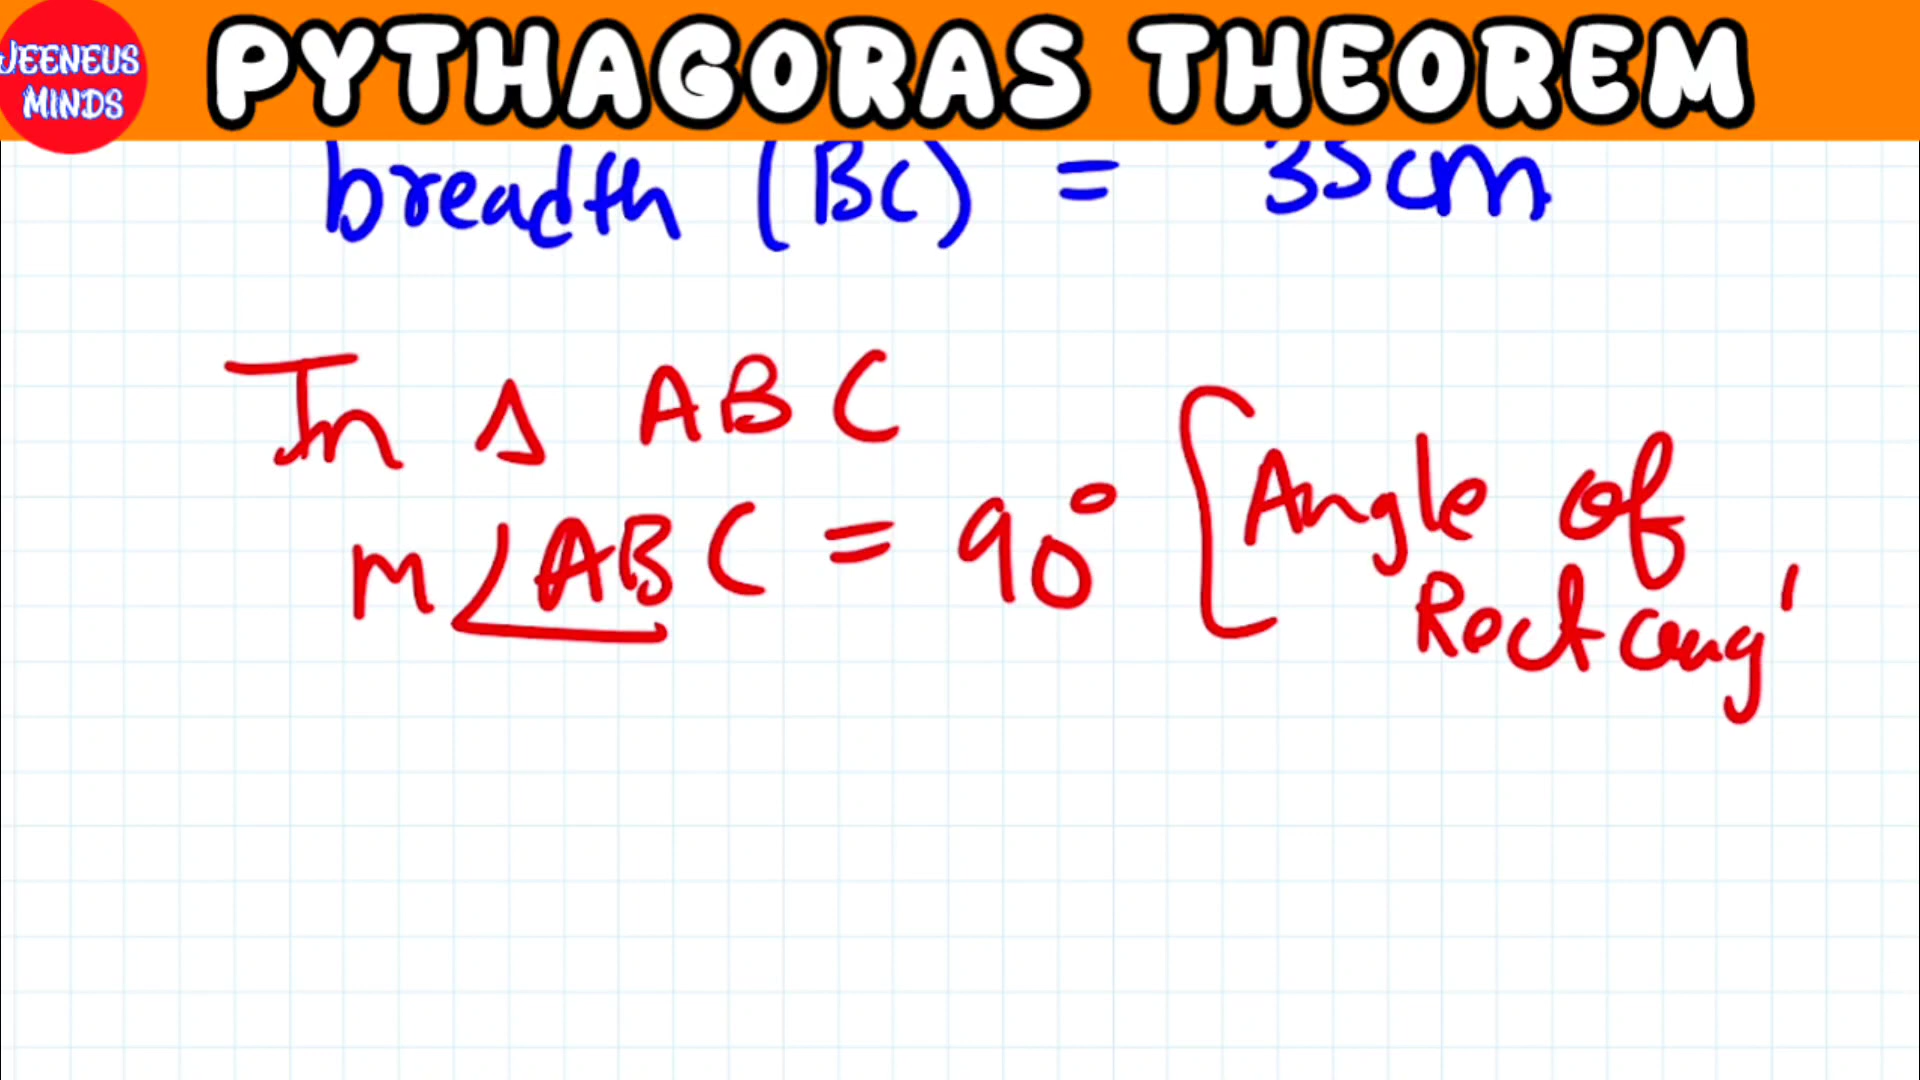 JEENEUS
MINDS
PYTHAGORAS THEOREM
breadth (BC) = 35cm
In Δ ABC
m∠ABC = 90° [Angle of
Rectang'